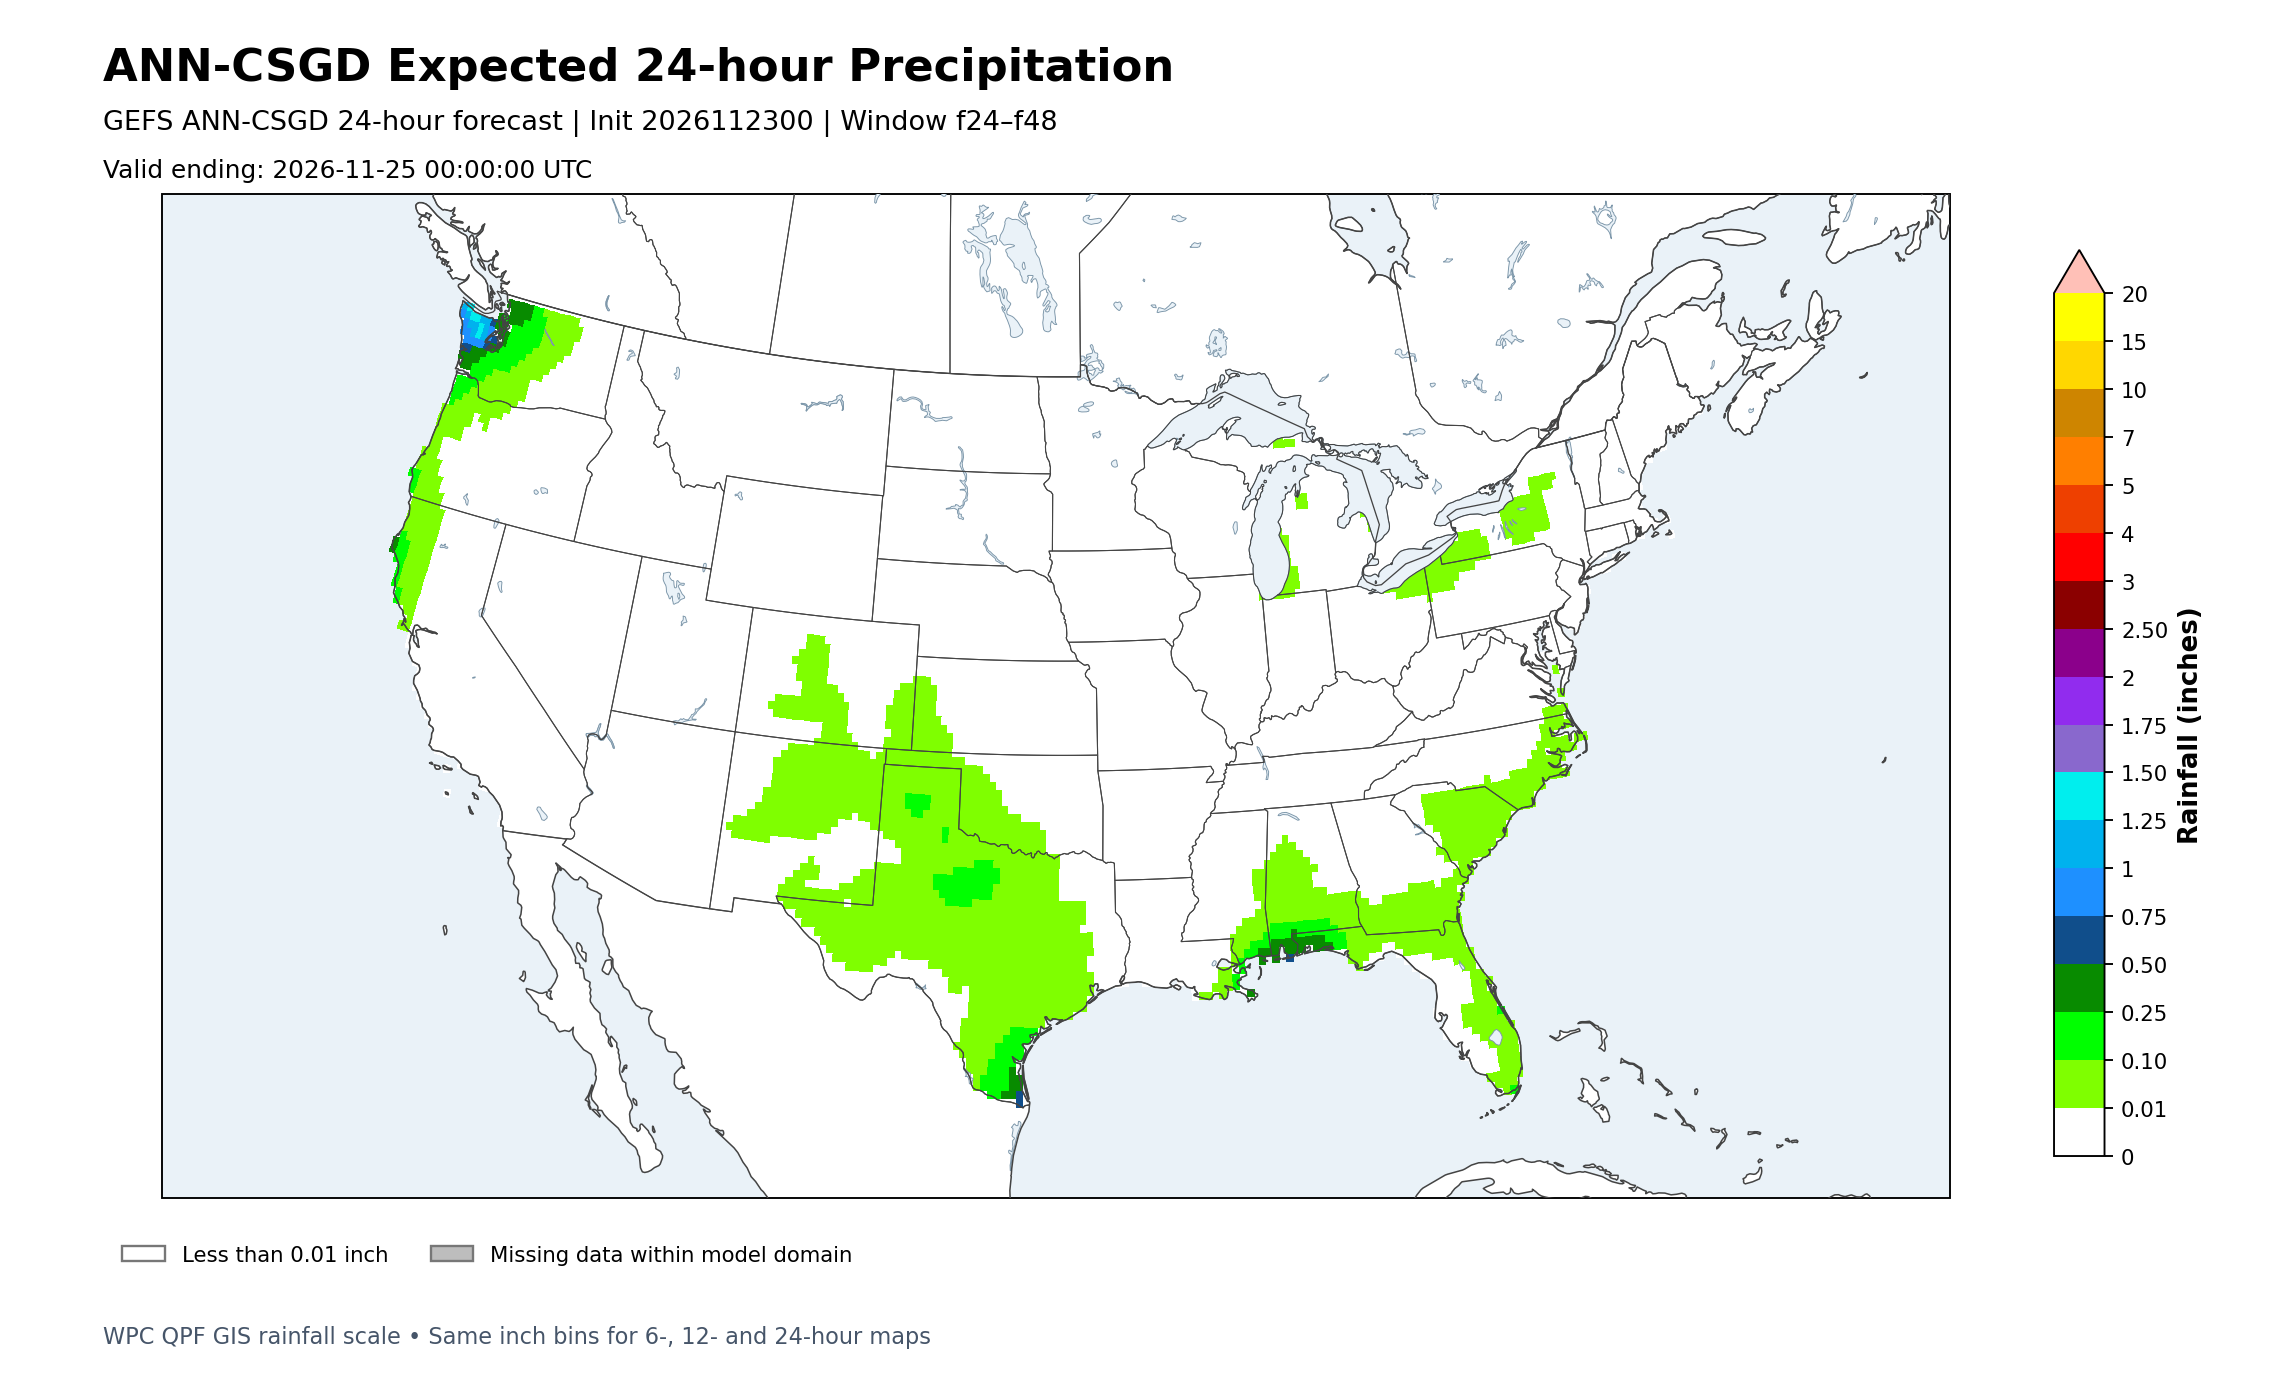 ANN-CSGD Expected 24-hour Precipitation
GEFS ANN-CSGD 24-hour forecast | Init 2026112300 | Window f24–f48
Valid ending: 2026-11-25 00:00:00 UTC
20
15
10
7
5
4
3
2.50
2
1.75
1.50
1.25
1
0.75
0.50
0.25
0.10
0.01
0
Rainfall (inches)
Less than 0.01 inch
Missing data within model domain
WPC QPF GIS rainfall scale • Same inch bins for 6-, 12- and 24-hour maps